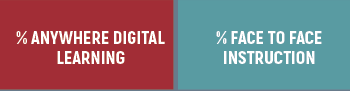 % ANYWHERE DIGITAL
LEARNING
% FACE TO FACE
INSTRUCTION